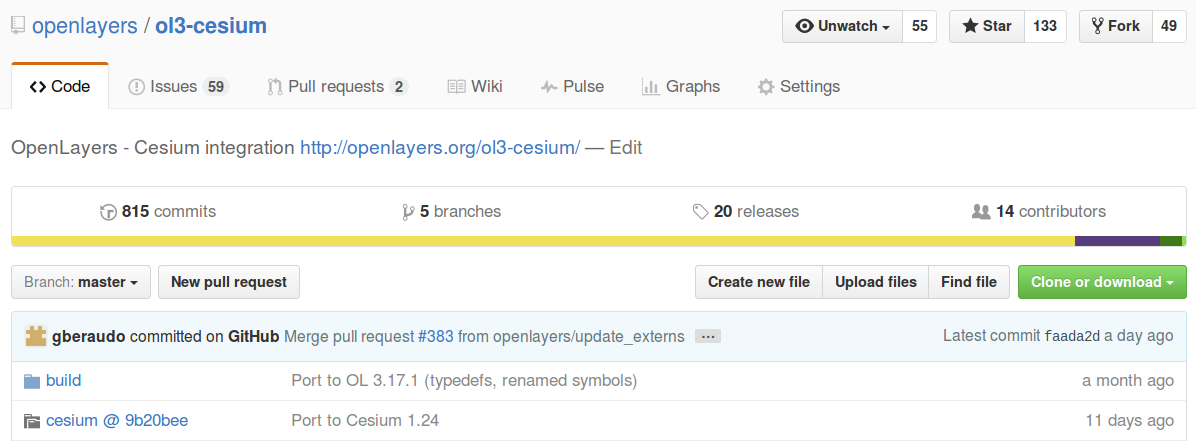 openlayers / ol3-cesium Unwatch 55 Star 133 Fork 49
Code Issues 59 Pull requests 2 Wiki Pulse Graphs Settings
OpenLayers - Cesium integration http://openlayers.org/ol3-cesium/ — Edit
815 commits 5 branches 20 releases 14 contributors
Branch: master New pull request Create new file Upload files Find file Clone or download
gberaudo committed on GitHub Merge pull request #383 from openlayers/update_externs ... Latest commit faada2d a day ago
build Port to OL 3.17.1 (typedefs, renamed symbols) a month ago
cesium @ 9b20bee Port to Cesium 1.24 11 days ago